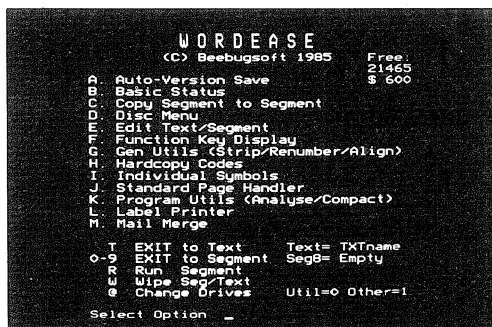 WORDEASE
(C) Beebugsoft 1985 Free:
21465
A. Auto-Version Save $ 600
B. Basic Status
C. Copy Segment to Segment
D. Disc Menu
E. Edit Text/Segment
F. Function Key Display
G. Gen Utils (Strip/Renumber/Align)
H. Hardcopy Codes
I. Individual Symbols
J. Standard Page Handler
K. Program Utils (Analyse/Compact)
L. Label Printer
M. Mail Merge
T EXIT to Text Text= TXTname
0-9 EXIT to Segment Seg8= Empty
R Run Segment
W Wipe Seg/Text
@ Change Drives Util=0 Other=1
Select Option _